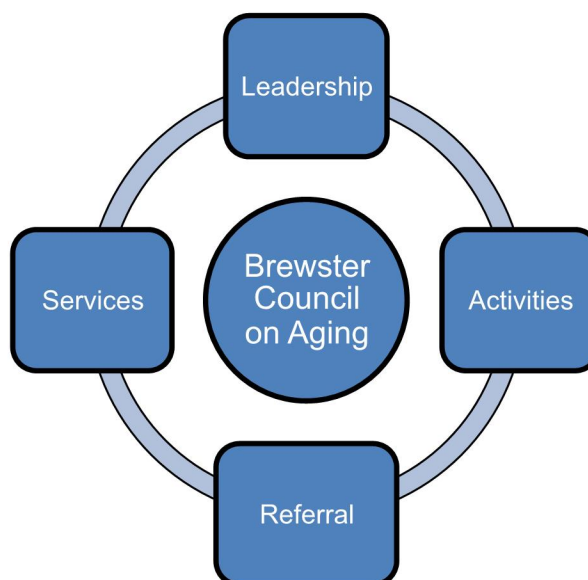 Leadership
Services
Brewster
Council
on Aging
Activities
Referral